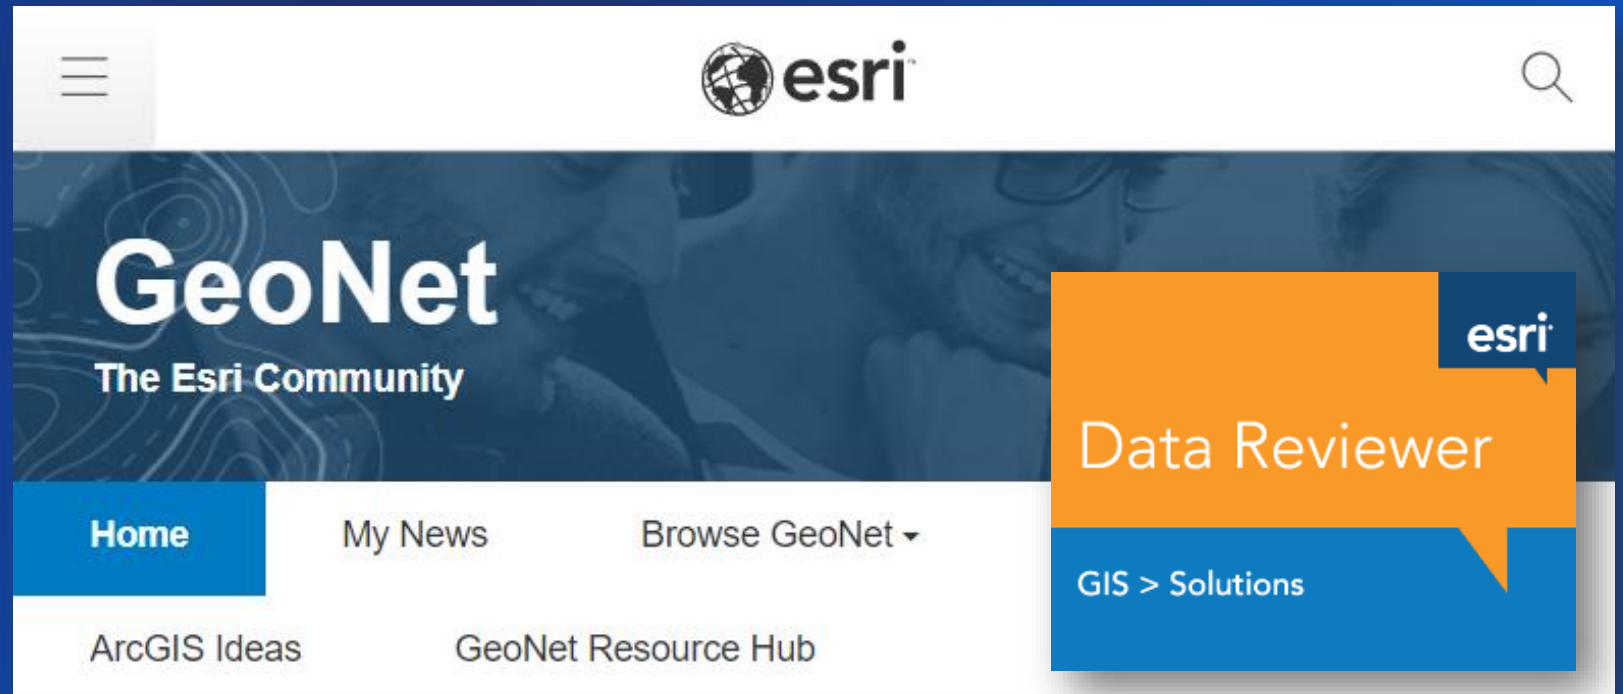 esri
GeoNet
The Esri Community
Home
My News
Browse GeoNet
ArcGIS Ideas
GeoNet Resource Hub
esri
Data Reviewer
GIS > Solutions